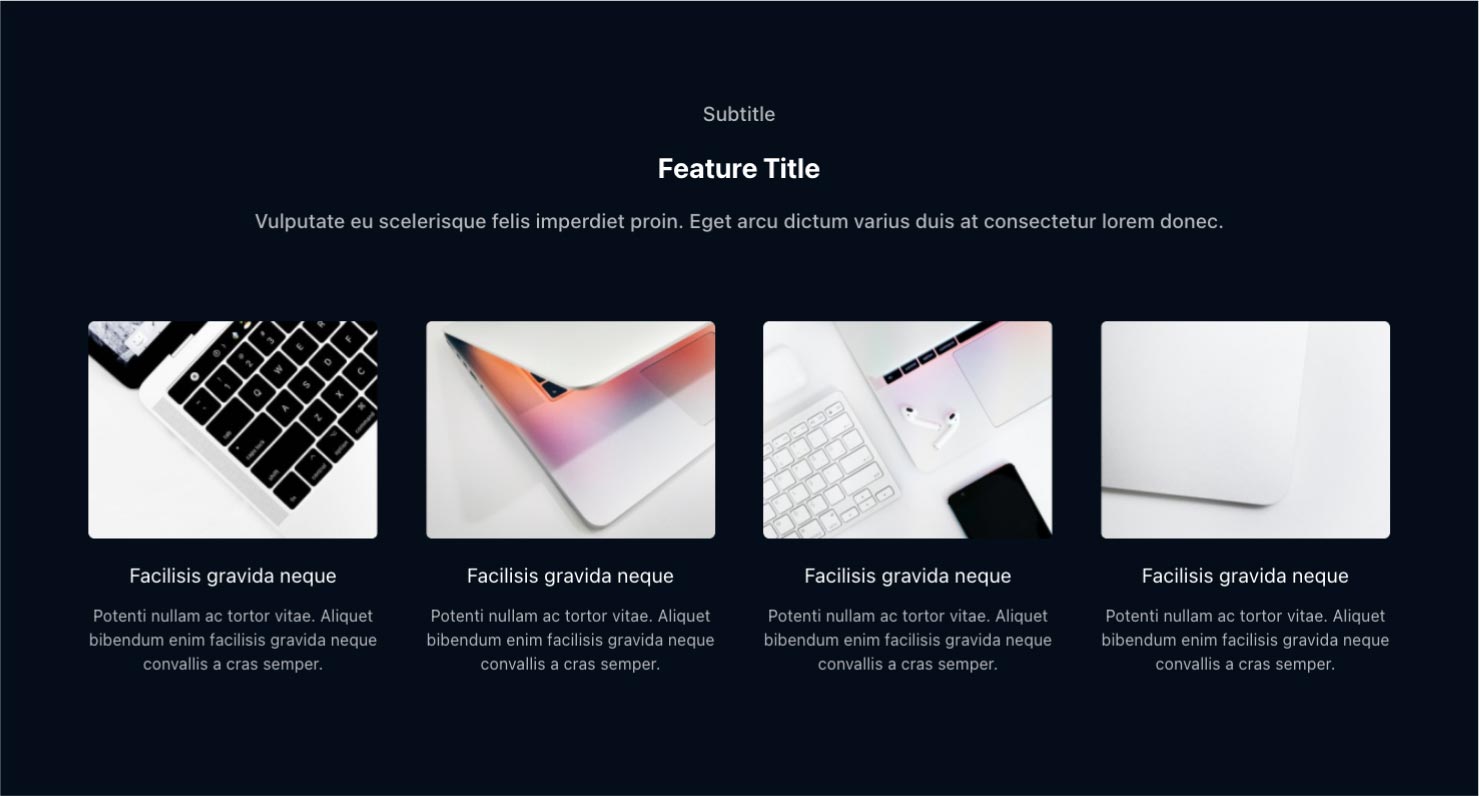 Subtitle
Feature Title
Vulputate eu scelerisque felis imperdiet proin. Eget arcu dictum varius duis at consectetur lorem donec.
Facilisis gravida neque
Potenti nullam ac tortor vitae. Aliquet
bibendum enim facilisis gravida neque
convallis a cras semper.
Facilisis gravida neque
Potenti nullam ac tortor vitae. Aliquet
bibendum enim facilisis gravida neque
convallis a cras semper.
Facilisis gravida neque
Potenti nullam ac tortor vitae. Aliquet
bibendum enim facilisis gravida neque
convallis a cras semper.
Facilisis gravida neque
Potenti nullam ac tortor vitae. Aliquet
bibendum enim facilisis gravida neque
convallis a cras semper.